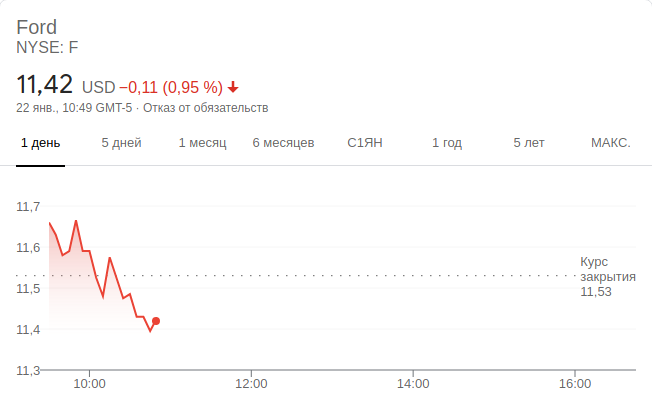 Ford
NYSE: F
11,42 USD −0,11 (0,95 %)
22 янв., 10:49 GMT-5 · Отказ от обязательств
1 день 5 дней 1 месяц 6 месяцев С1ЯН 1 год 5 лет МАКС.
11,7
11,6
11,5
11,4
11,3
Курс
закрытия
11,53
10:00 12:00 14:00 16:00